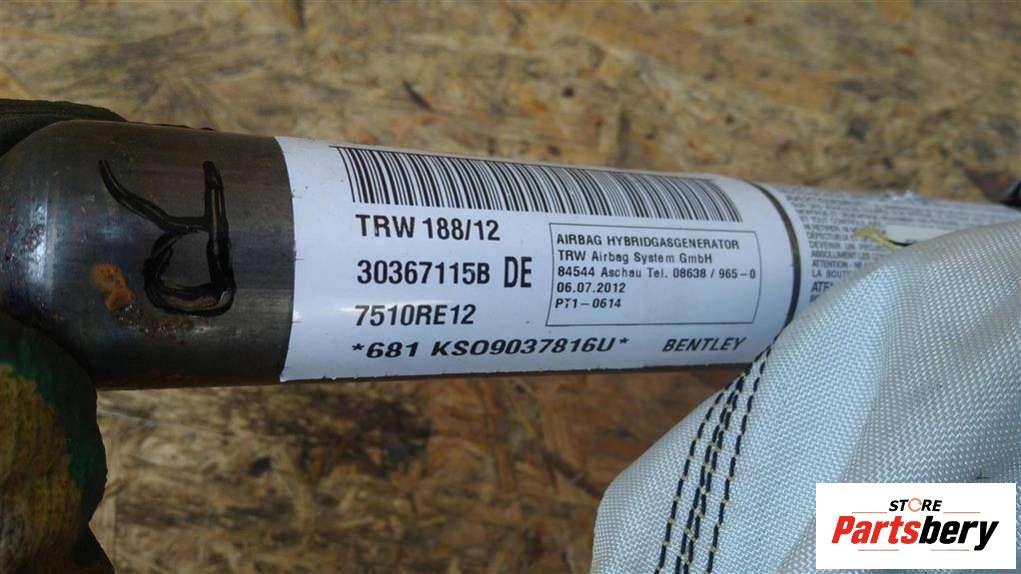 R
TRW 188/12
30367115B DE
7510RE12
*681 KSO9037816U*
BENTLEY
AIRBAG HYBRIDGASGENERATOR
TRW Airbag System GmbH
84544 Aschau Tel. 08638 / 965-0
06.07.2012
PT1-0614
STORE
Partsbery